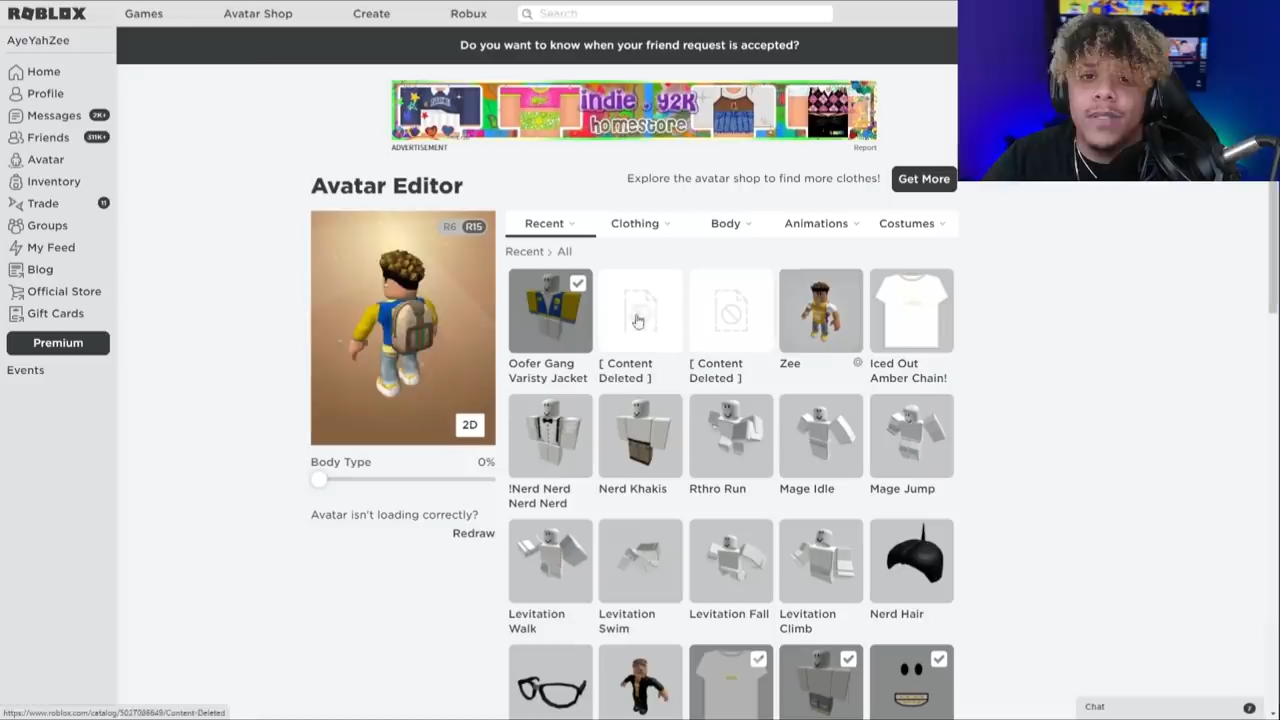 ROBLOX
Games
Avatar Shop
Create
Robux
Search
AyeYahZee
Home
Profile
Messages 2K+
Friends 311K+
Avatar
Inventory
Trade 11
Groups
My Feed
Blog
Official Store
Gift Cards
Premium
Events
Do you want to know when your friend request is accepted?
indie . y2k
homestore
ADVERTISEMENT
Report
Avatar Editor
Explore the avatar shop to find more clothes!
Get More
R6 R15
2D
Body Type 0%
Avatar isn't loading correctly?
Redraw
Recent
Clothing
Body
Animations
Costumes
Recent > All
Oofer Gang
Varisty Jacket
[ Content
Deleted ]
[ Content
Deleted ]
Zee
Iced Out
Amber Chain!
!Nerd Nerd
Nerd Nerd
Nerd Khakis
Rthro Run
Mage Idle
Mage Jump
Levitation
Walk
Levitation
Swim
Levitation Fall
Levitation
Climb
Nerd Hair
Chat